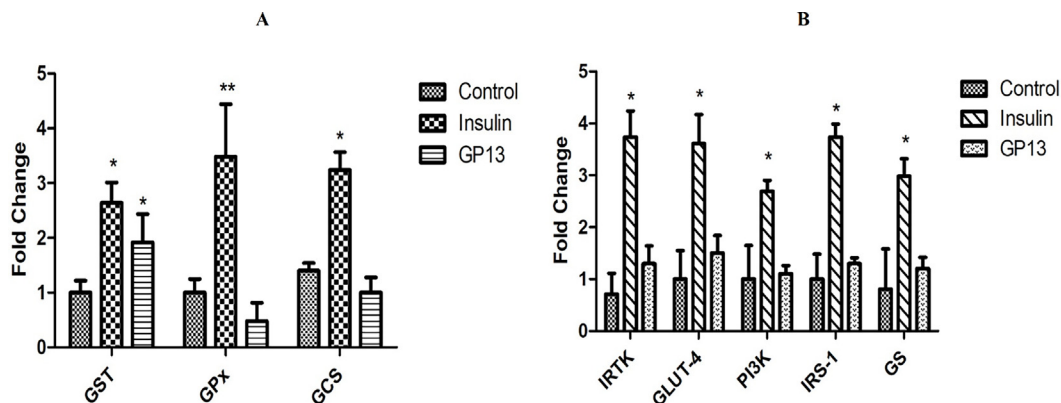 A
B
Fold Change
5
4
3
2
1
0
*
*
**
*
GST
GPx
GCS
Control
Insulin
GP13
Fold Change
5
4
3
2
1
0
*
*
*
*
*
IRTK
GLUT-4
PI3K
IRS-1
GS
Control
Insulin
GP13